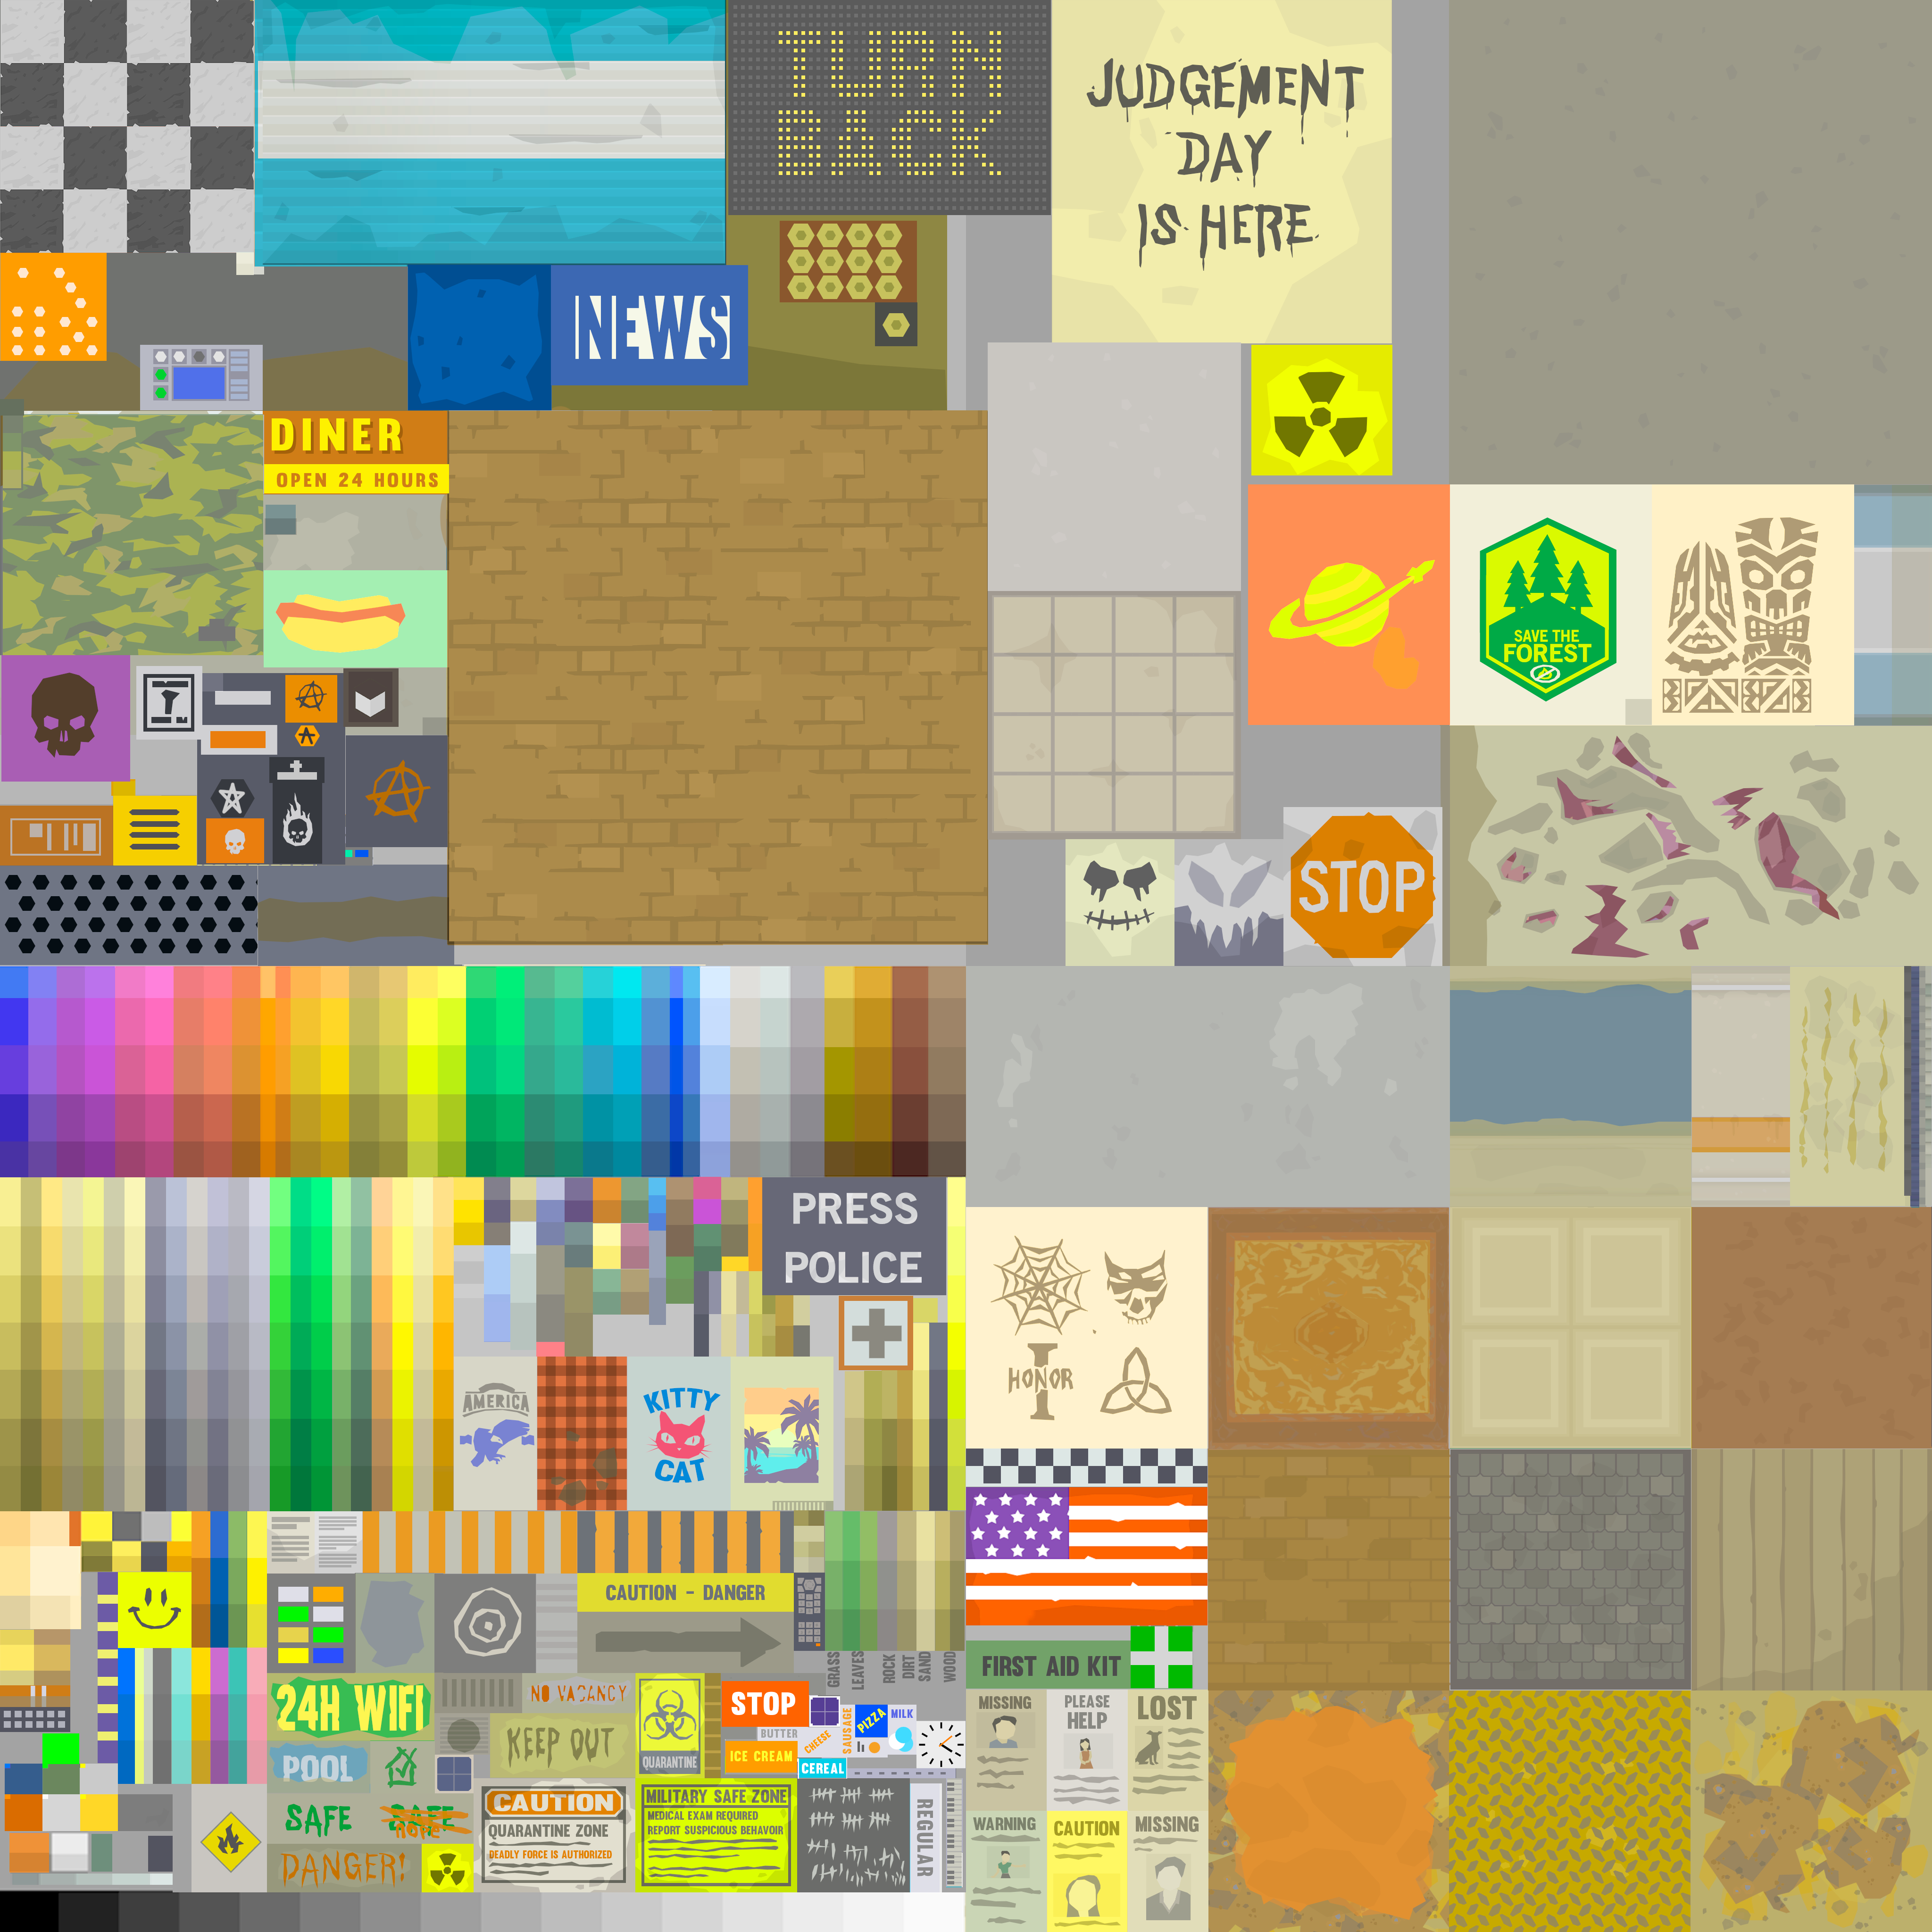 TURN
BACK
JUDGEMENT
DAY
IS HERE
NEWS
DINER
OPEN 24 HOURS
SAVE THE
FOREST
STOP
PRESS
POLICE
HONOR
AMERICA
KITTY
CAT
CAUTION - DANGER
FIRST AID KIT
GRASS
LEAVES
ROCK
DIRT
SAND
WOOD
24H WIFI
NO VACANCY
KEEP OUT
QUARANTINE
STOP
BUTTER
ICE CREAM
CHEESE
SAUSAGE
PIZZA
MILK
CEREAL
POOL
SAFE
SAFE
NOPE
DANGER!
CAUTION
QUARANTINE ZONE
DEADLY FORCE IS AUTHORIZED
MILITARY SAFE ZONE
MEDICAL EXAM REQUIRED
REPORT SUSPICIOUS BEHAVOIR
REGULAR
MISSING
PLEASE
HELP
LOST
WARNING
CAUTION
MISSING